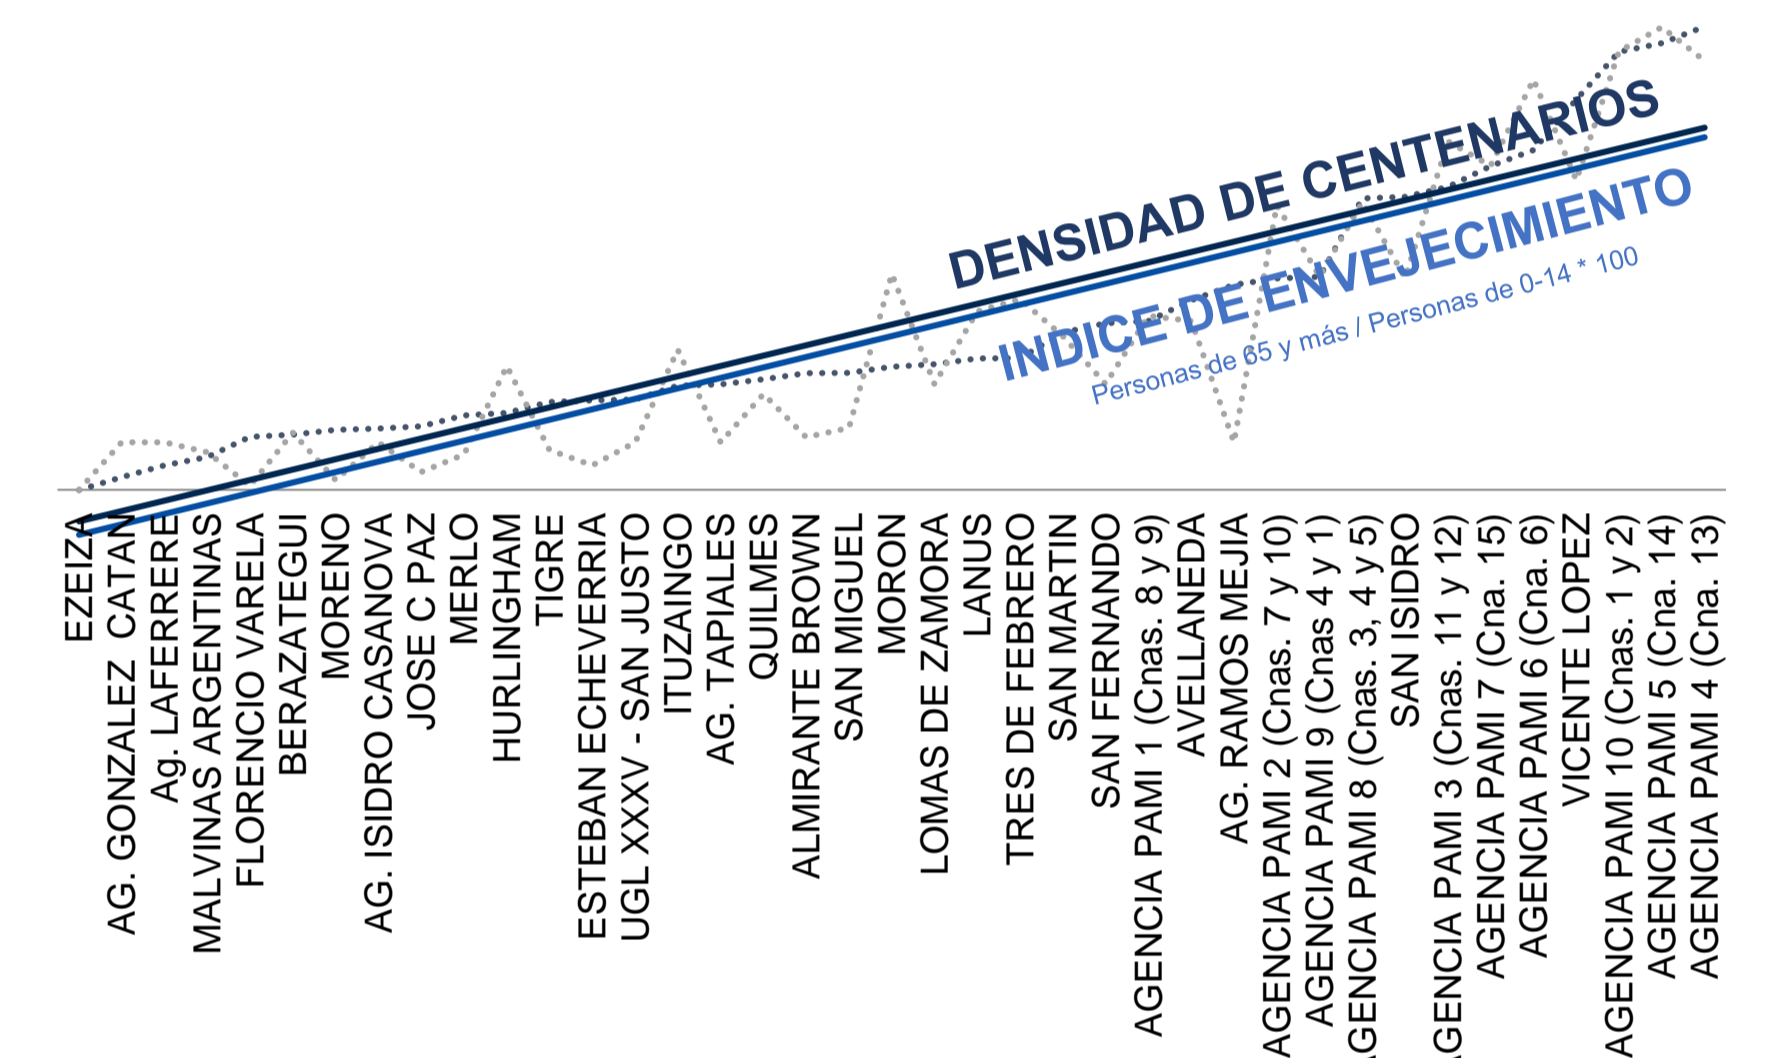 DENSIDAD DE CENTENARIOS
INDICE DE ENVEJECIMIENTO
Personas de 65 y más / Personas de 0-14 * 100
EZEIZA
AG. GONZALEZ  CATAN
Ag. LAFERRERE
MALVINAS ARGENTINAS
FLORENCIO VARELA
BERAZATEGUI
MORENO
AG. ISIDRO CASANOVA
JOSE C PAZ
MERLO
HURLINGHAM
TIGRE
ESTEBAN ECHEVERRIA
UGL XXXV - SAN JUSTO
ITUZAINGO
AG. TAPIALES
QUILMES
ALMIRANTE BROWN
SAN MIGUEL
MORON
LOMAS DE ZAMORA
LANUS
TRES DE FEBRERO
SAN MARTIN
SAN FERNANDO
AGENCIA PAMI 1 (Cnas. 8 y 9)
AVELLANEDA
AG. RAMOS MEJIA
AGENCIA PAMI 2 (Cnas. 7 y 10)
AGENCIA PAMI 9 (Cnas 4 y 1)
AGENCIA PAMI 8 (Cnas. 3, 4 y 5)
SAN ISIDRO
AGENCIA PAMI 3 (Cnas. 11 y 12)
AGENCIA PAMI 7 (Cna. 15)
AGENCIA PAMI 6 (Cna. 6)
VICENTE LOPEZ
AGENCIA PAMI 10 (Cnas. 1 y 2)
AGENCIA PAMI 5 (Cna. 14)
AGENCIA PAMI 4 (Cna. 13)